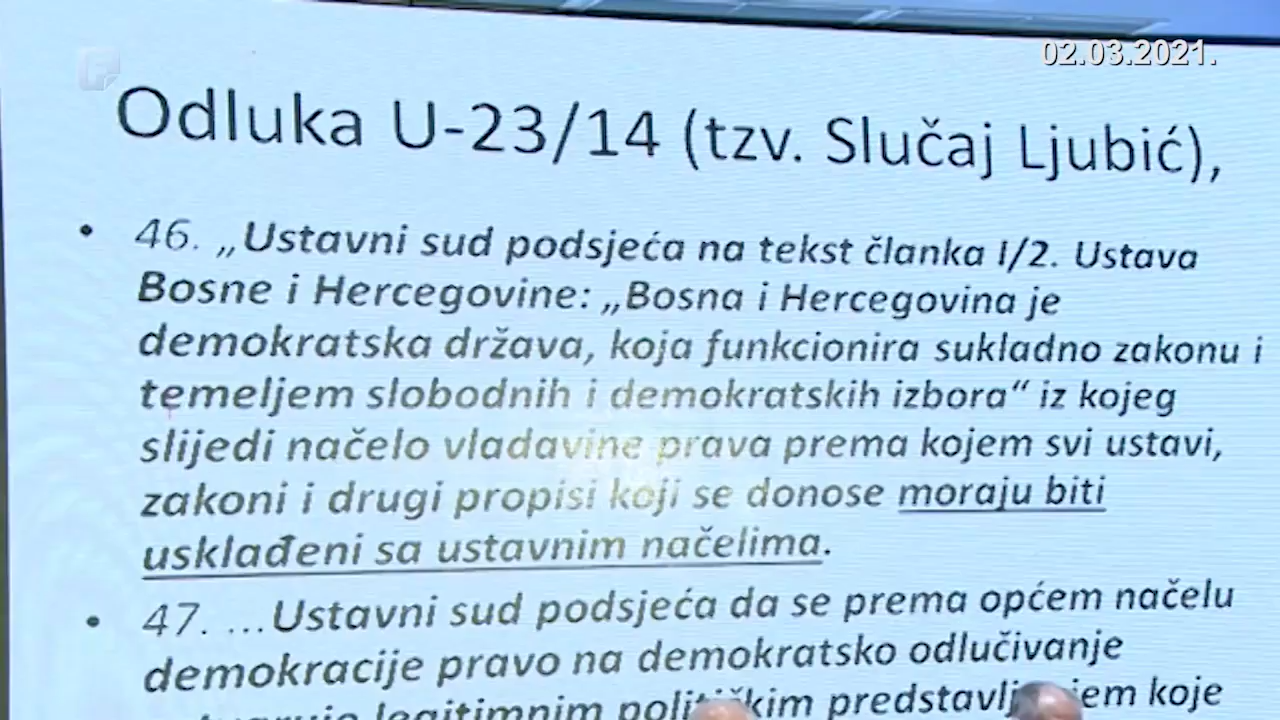 02.03.2021.
Odluka U-23/14 (tzv. Slučaj Ljubić),
• 46. „Ustavni sud podsjeća na tekst članka I/2. Ustava
Bosne i Hercegovine: „Bosna i Hercegovina je
demokratska država, koja funkcionira sukladno zakonu i
temeljem slobodnih i demokratskih izbora“ iz kojeg
slijedi načelo vladavine prava prema kojem svi ustavi,
zakoni i drugi propisi koji se donose moraju biti
usklađeni sa ustavnim načelima.
• 47. ...Ustavni sud podsjeća da se prema općem načelu
demokracije pravo na demokratsko odlučivanje
legitimnim političkim koje